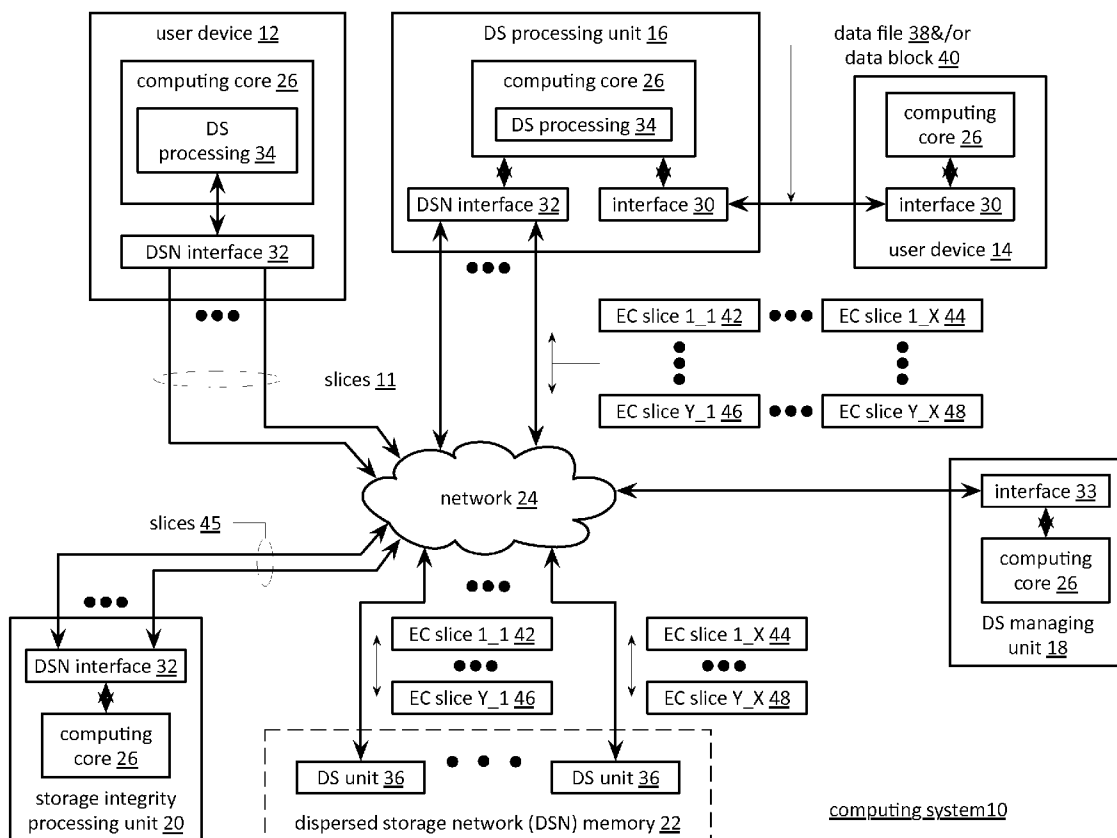 user device 12
computing core 26
DS
processing 34
DSN interface 32
DS processing unit 16
computing core 26
DS processing 34
DSN interface 32
interface 30
data file 38&/or
data block 40
computing
core 26
interface 30
user device 14
slices 11
EC slice 1_1 42
EC slice 1_X 44
EC slice Y_1 46
EC slice Y_X 48
network 24
interface 33
computing
core 26
DS managing
unit 18
slices 45
DSN interface 32
computing
core 26
storage integrity
processing unit 20
EC slice 1_1 42
EC slice Y_1 46
EC slice 1_X 44
EC slice Y_X 48
DS unit 36
DS unit 36
dispersed storage network (DSN) memory 22
computing system10